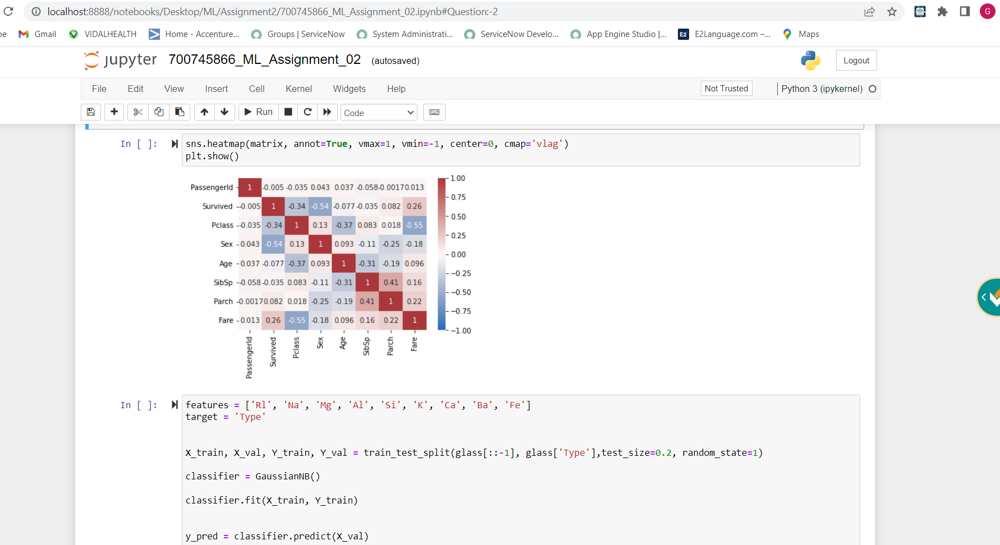 localhost:8888/notebooks/Desktop/ML/Assignment2/700745866_ML_Assignment_02.ipynb#Question:-2
G
be Gmail VIDALHEALTH Home - Accenture... Groups | ServiceNow System Administrati... ServiceNow Develo... App Engine Studio |... E2 E2Language.com –... Maps
jupyter 700745866_ML_Assignment_02 (autosaved) Logout
File Edit View Insert Cell Kernel Widgets Help Not Trusted Python 3 (ipykernel)
Run Code
In [ ]: sns.heatmap(matrix, annot=True, vmax=1, vmin=-1, center=0, cmap='vlag')
plt.show()
PassengerId 1 -0.005 -0.035 0.043 0.037 -0.058 -0.0017 0.013
Survived -0.005 1 -0.34 -0.54 -0.077 -0.035 0.082 0.26
Pclass -0.035 -0.34 1 0.13 -0.37 0.083 0.018 -0.55
Sex 0.043 -0.54 0.13 1 0.093 -0.11 -0.25 -0.18
Age 0.037 -0.077 -0.37 0.093 1 -0.31 -0.19 0.096
SibSp -0.058 -0.035 0.083 -0.11 -0.31 1 0.41 0.16
Parch -0.0017 0.082 0.018 -0.25 -0.19 0.41 1 0.22
Fare 0.013 0.26 -0.55 -0.18 0.096 0.16 0.22 1
PassengerId Survived Pclass Sex Age SibSp Parch Fare
1.00
0.75
0.50
0.25
0.00
−0.25
−0.50
−0.75
−1.00
In [ ]: features = ['Rl', 'Na', 'Mg', 'Al', 'Si', 'K', 'Ca', 'Ba', 'Fe']
target = 'Type'
X_train, X_val, Y_train, Y_val = train_test_split(glass[::-1], glass['Type'],test_size=0.2, random_state=1)
classifier = GaussianNB()
classifier.fit(X_train, Y_train)
y_pred = classifier.predict(X_val)